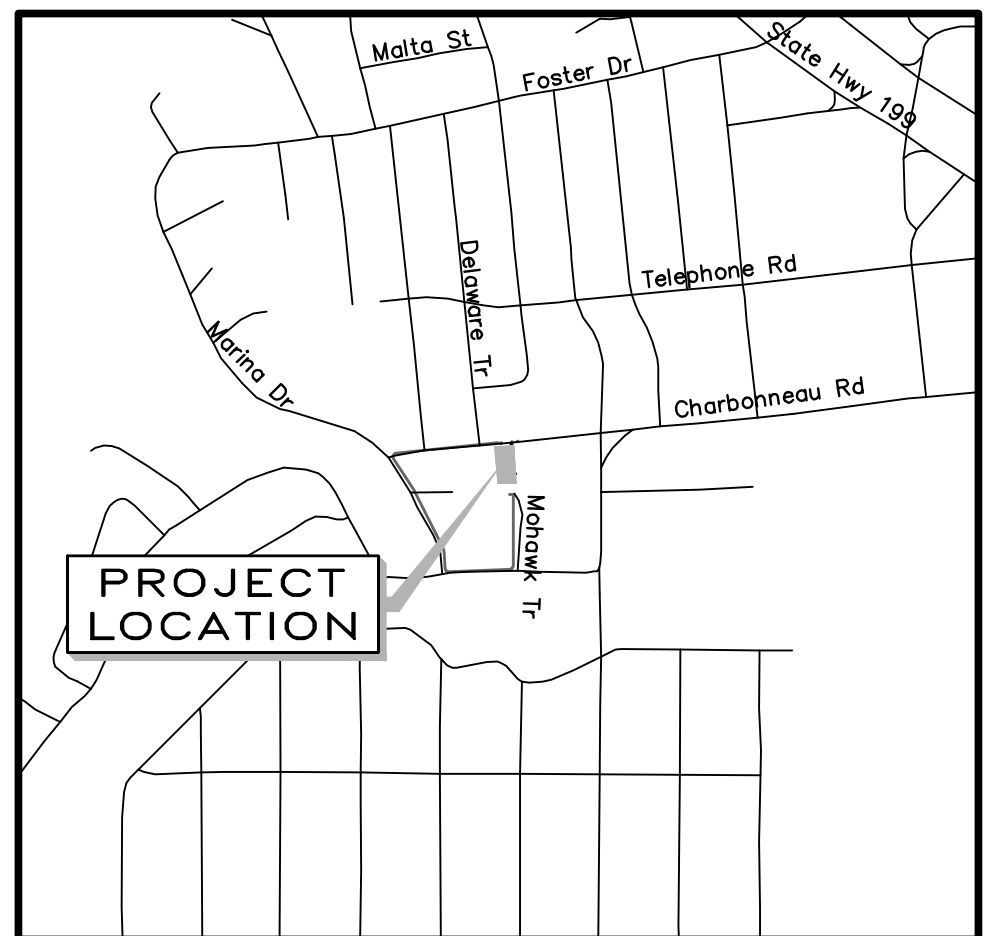 Malta St
Foster Dr
State Hwy 199
Delaware Tr
Telephone Rd
Marina Dr
Charbonneau Rd
Mohawk Tr
PROJECT
LOCATION